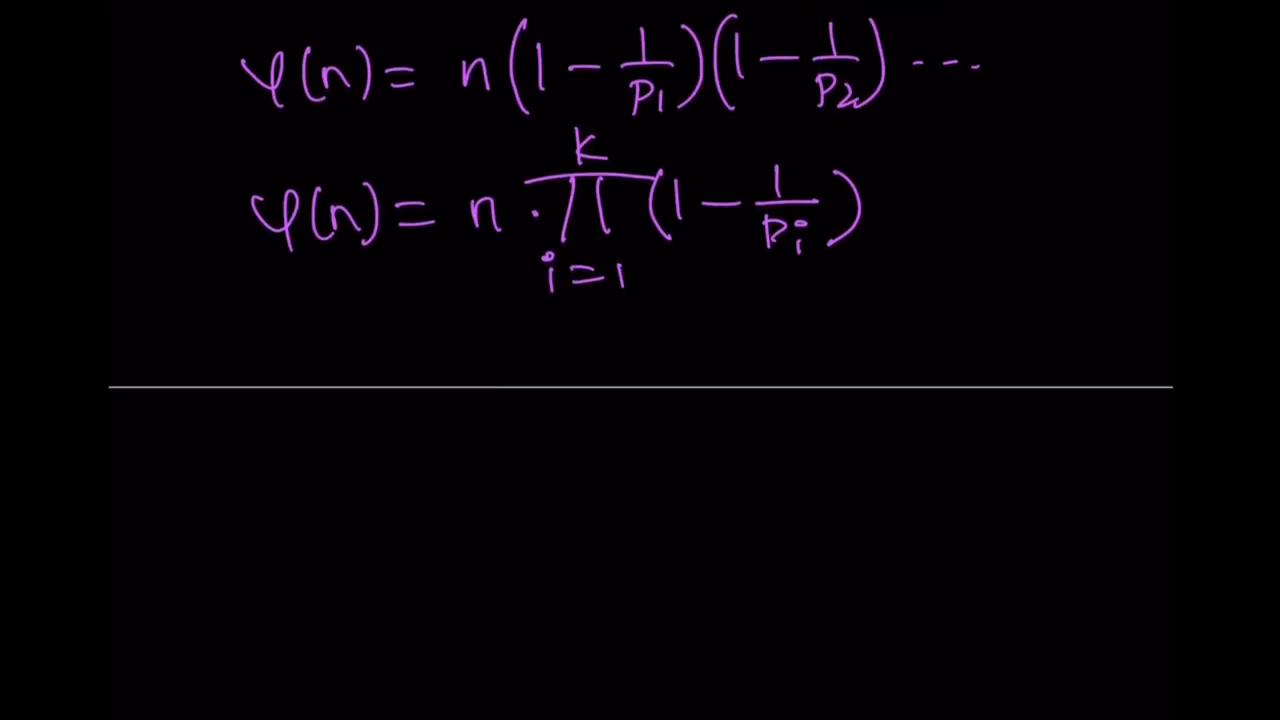 φ(n) = n(1 - 1/p1)(1 - 1/p2) ...
φ(n) = n · ∏_{i=1}^{k} (1 - 1/pi)